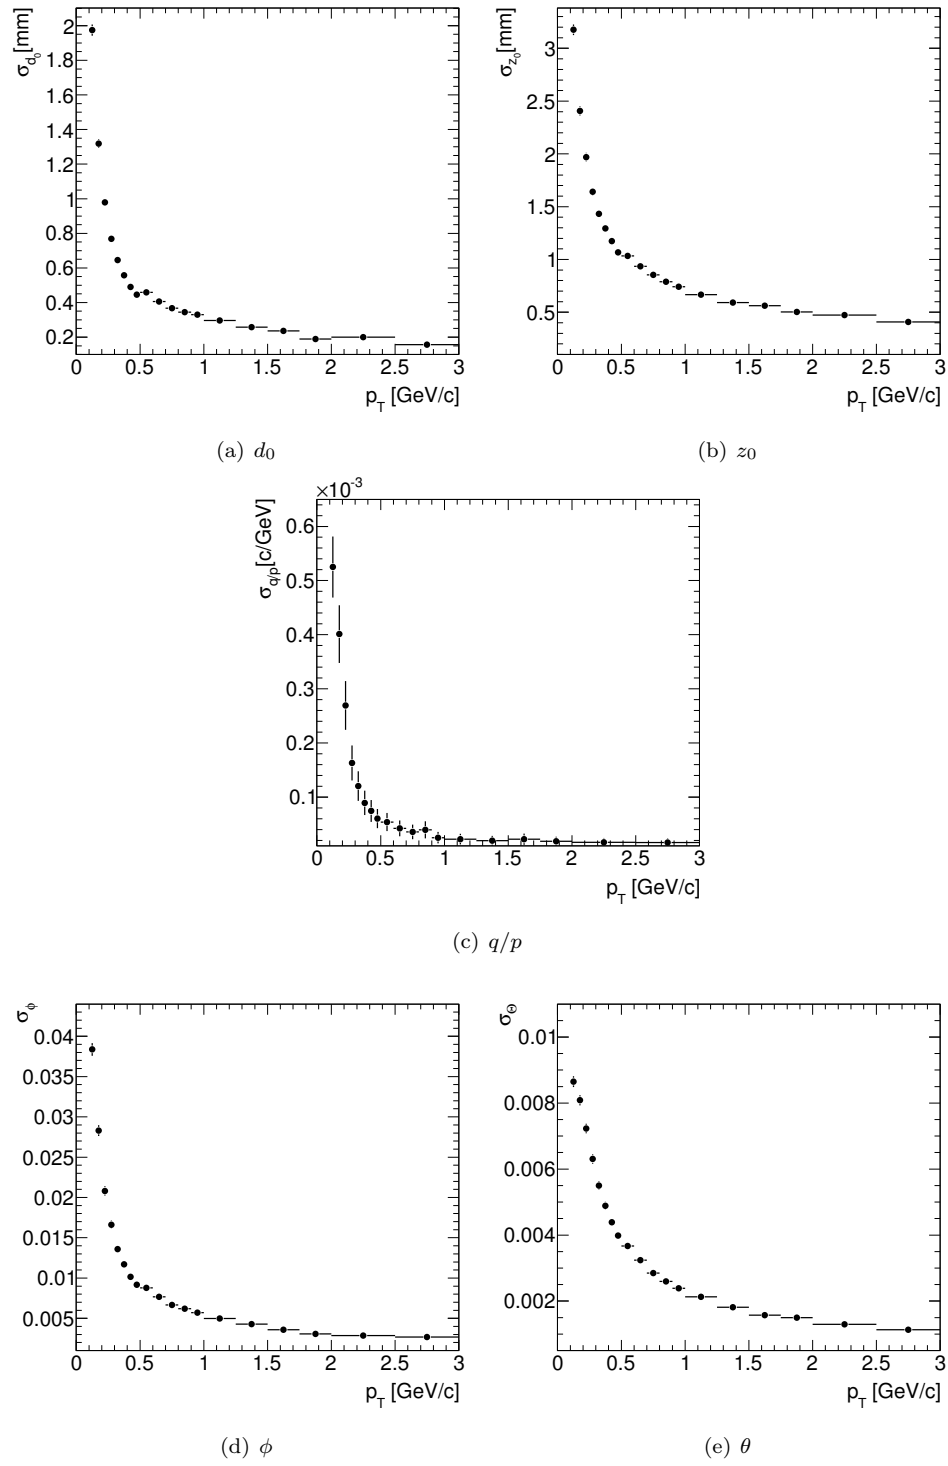 σ_d₀ [mm]
2
1.8
1.6
1.4
1.2
1
0.8
0.6
0.4
0.2
0 0.5 1 1.5 2 2.5 3
p_T [GeV/c]
(a) d₀
σ_z₀ [mm]
3
2.5
2
1.5
1
0.5
0 0.5 1 1.5 2 2.5 3
p_T [GeV/c]
(b) z₀
×10⁻³
σ_q/p [c/GeV]
0.6
0.5
0.4
0.3
0.2
0.1
0 0.5 1 1.5 2 2.5 3
p_T [GeV/c]
(c) q/p
σ_ϕ
0.04
0.035
0.03
0.025
0.02
0.015
0.01
0.005
0 0.5 1 1.5 2 2.5 3
p_T [GeV/c]
(d) ϕ
σ_Θ
0.01
0.008
0.006
0.004
0.002
0 0.5 1 1.5 2 2.5 3
p_T [GeV/c]
(e) θ